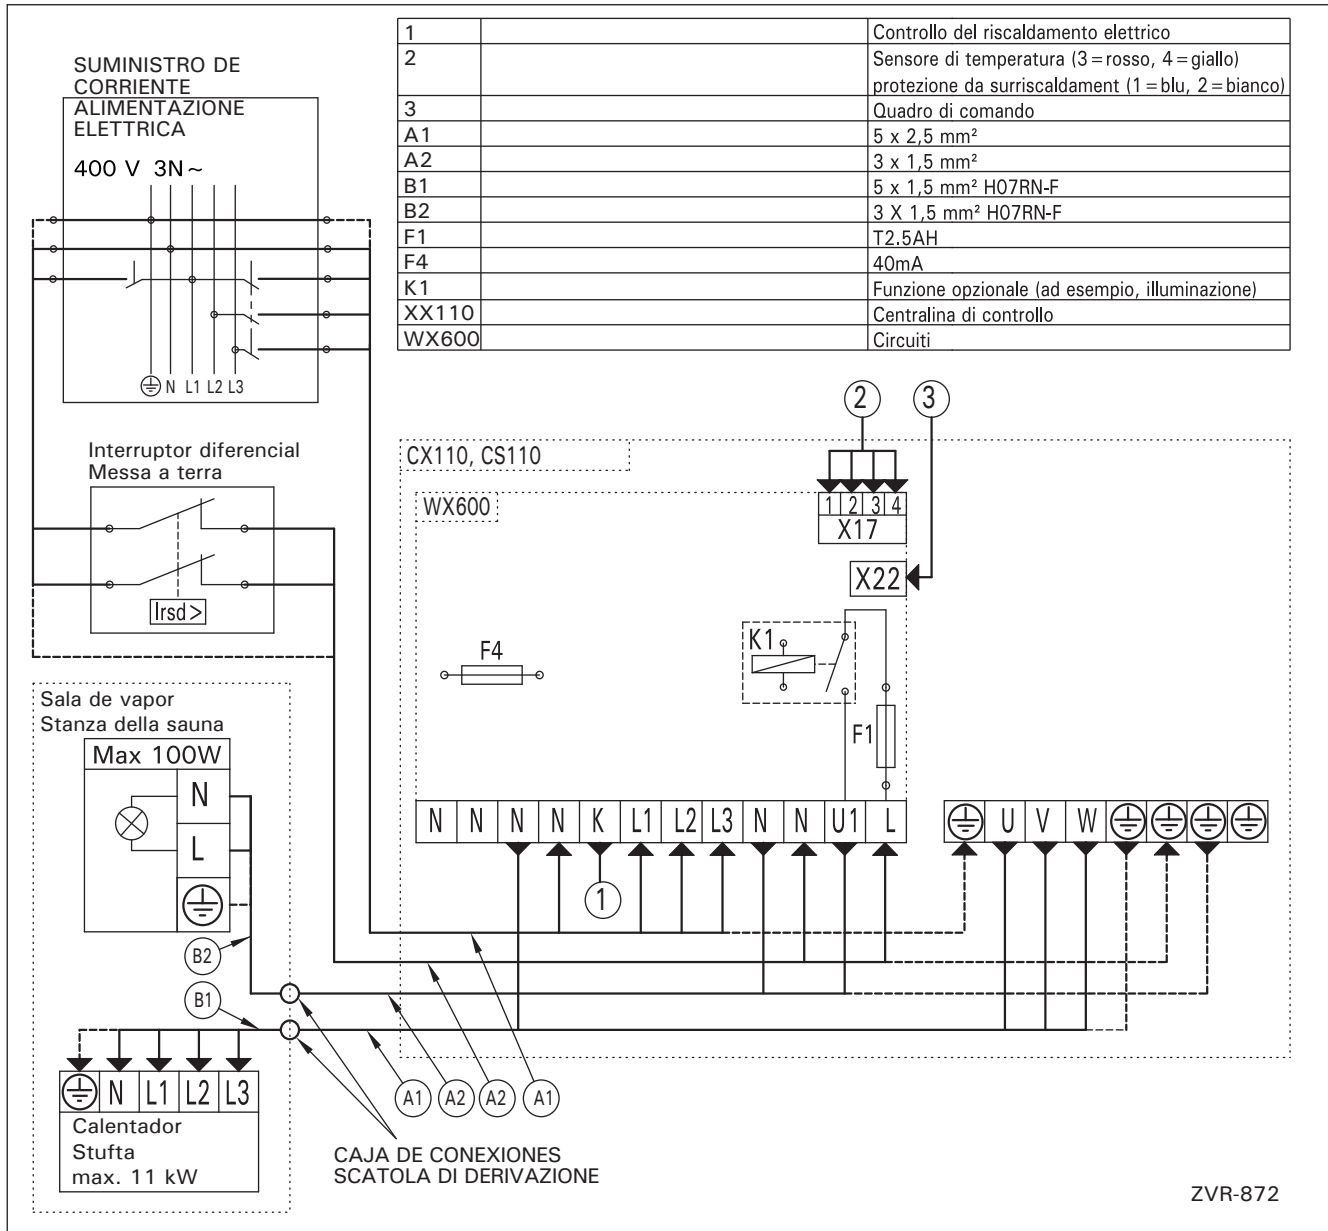 SUMINISTRO DE
CORRIENTE
ALIMENTAZIONE
ELETTRICA
400 V 3N~
N L1 L2 L3
1 Controllo del riscaldamento elettrico
2 Sensore di temperatura (3=rosso, 4=giallo)
protezione da surriscaldament (1=blu, 2=bianco)
3 Quadro di comando
A1 5 x 2,5 mm²
A2 3 x 1,5 mm²
B1 5 x 1,5 mm² H07RN-F
B2 3 X 1,5 mm² H07RN-F
F1 T2.5AH
F4 40mA
K1 Funzione opzionale (ad esempio, illuminazione)
XX110 Centralina di controllo
WX600 Circuiti
Interruptor diferencial
Messa a terra
Irsd>
2 3
CX110, CS110
WX600
1 2 3 4
X17
X22
K1
F4
F1
Sala de vapor
Stanza della sauna
Max 100W
N
L
N N N N K L1 L2 L3 N N U1 L
U V W
1
B2
B1
N L1 L2 L3
Calentador
Stufta
max. 11 kW
A1 A2 A2 A1
CAJA DE CONEXIONES
SCATOLA DI DERIVAZIONE
ZVR-872